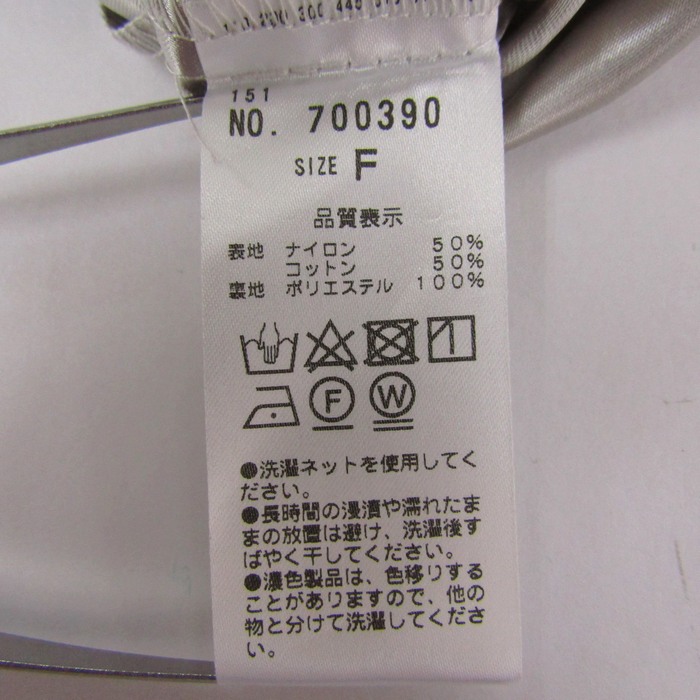 151
NO. 700390
SIZE F
品質表示
表地 ナイロン 50%
コットン 50%
裏地 ポリエステル 100%
F W
●洗濯ネットを使用してく
ださい。
●長時間の浸漬や濡れたま
まの放置は避け、洗濯後す
ばやく干してください。
●濃色製品は、色移りする
ことがありますので、他の
物と分けて洗濯してくださ
い。